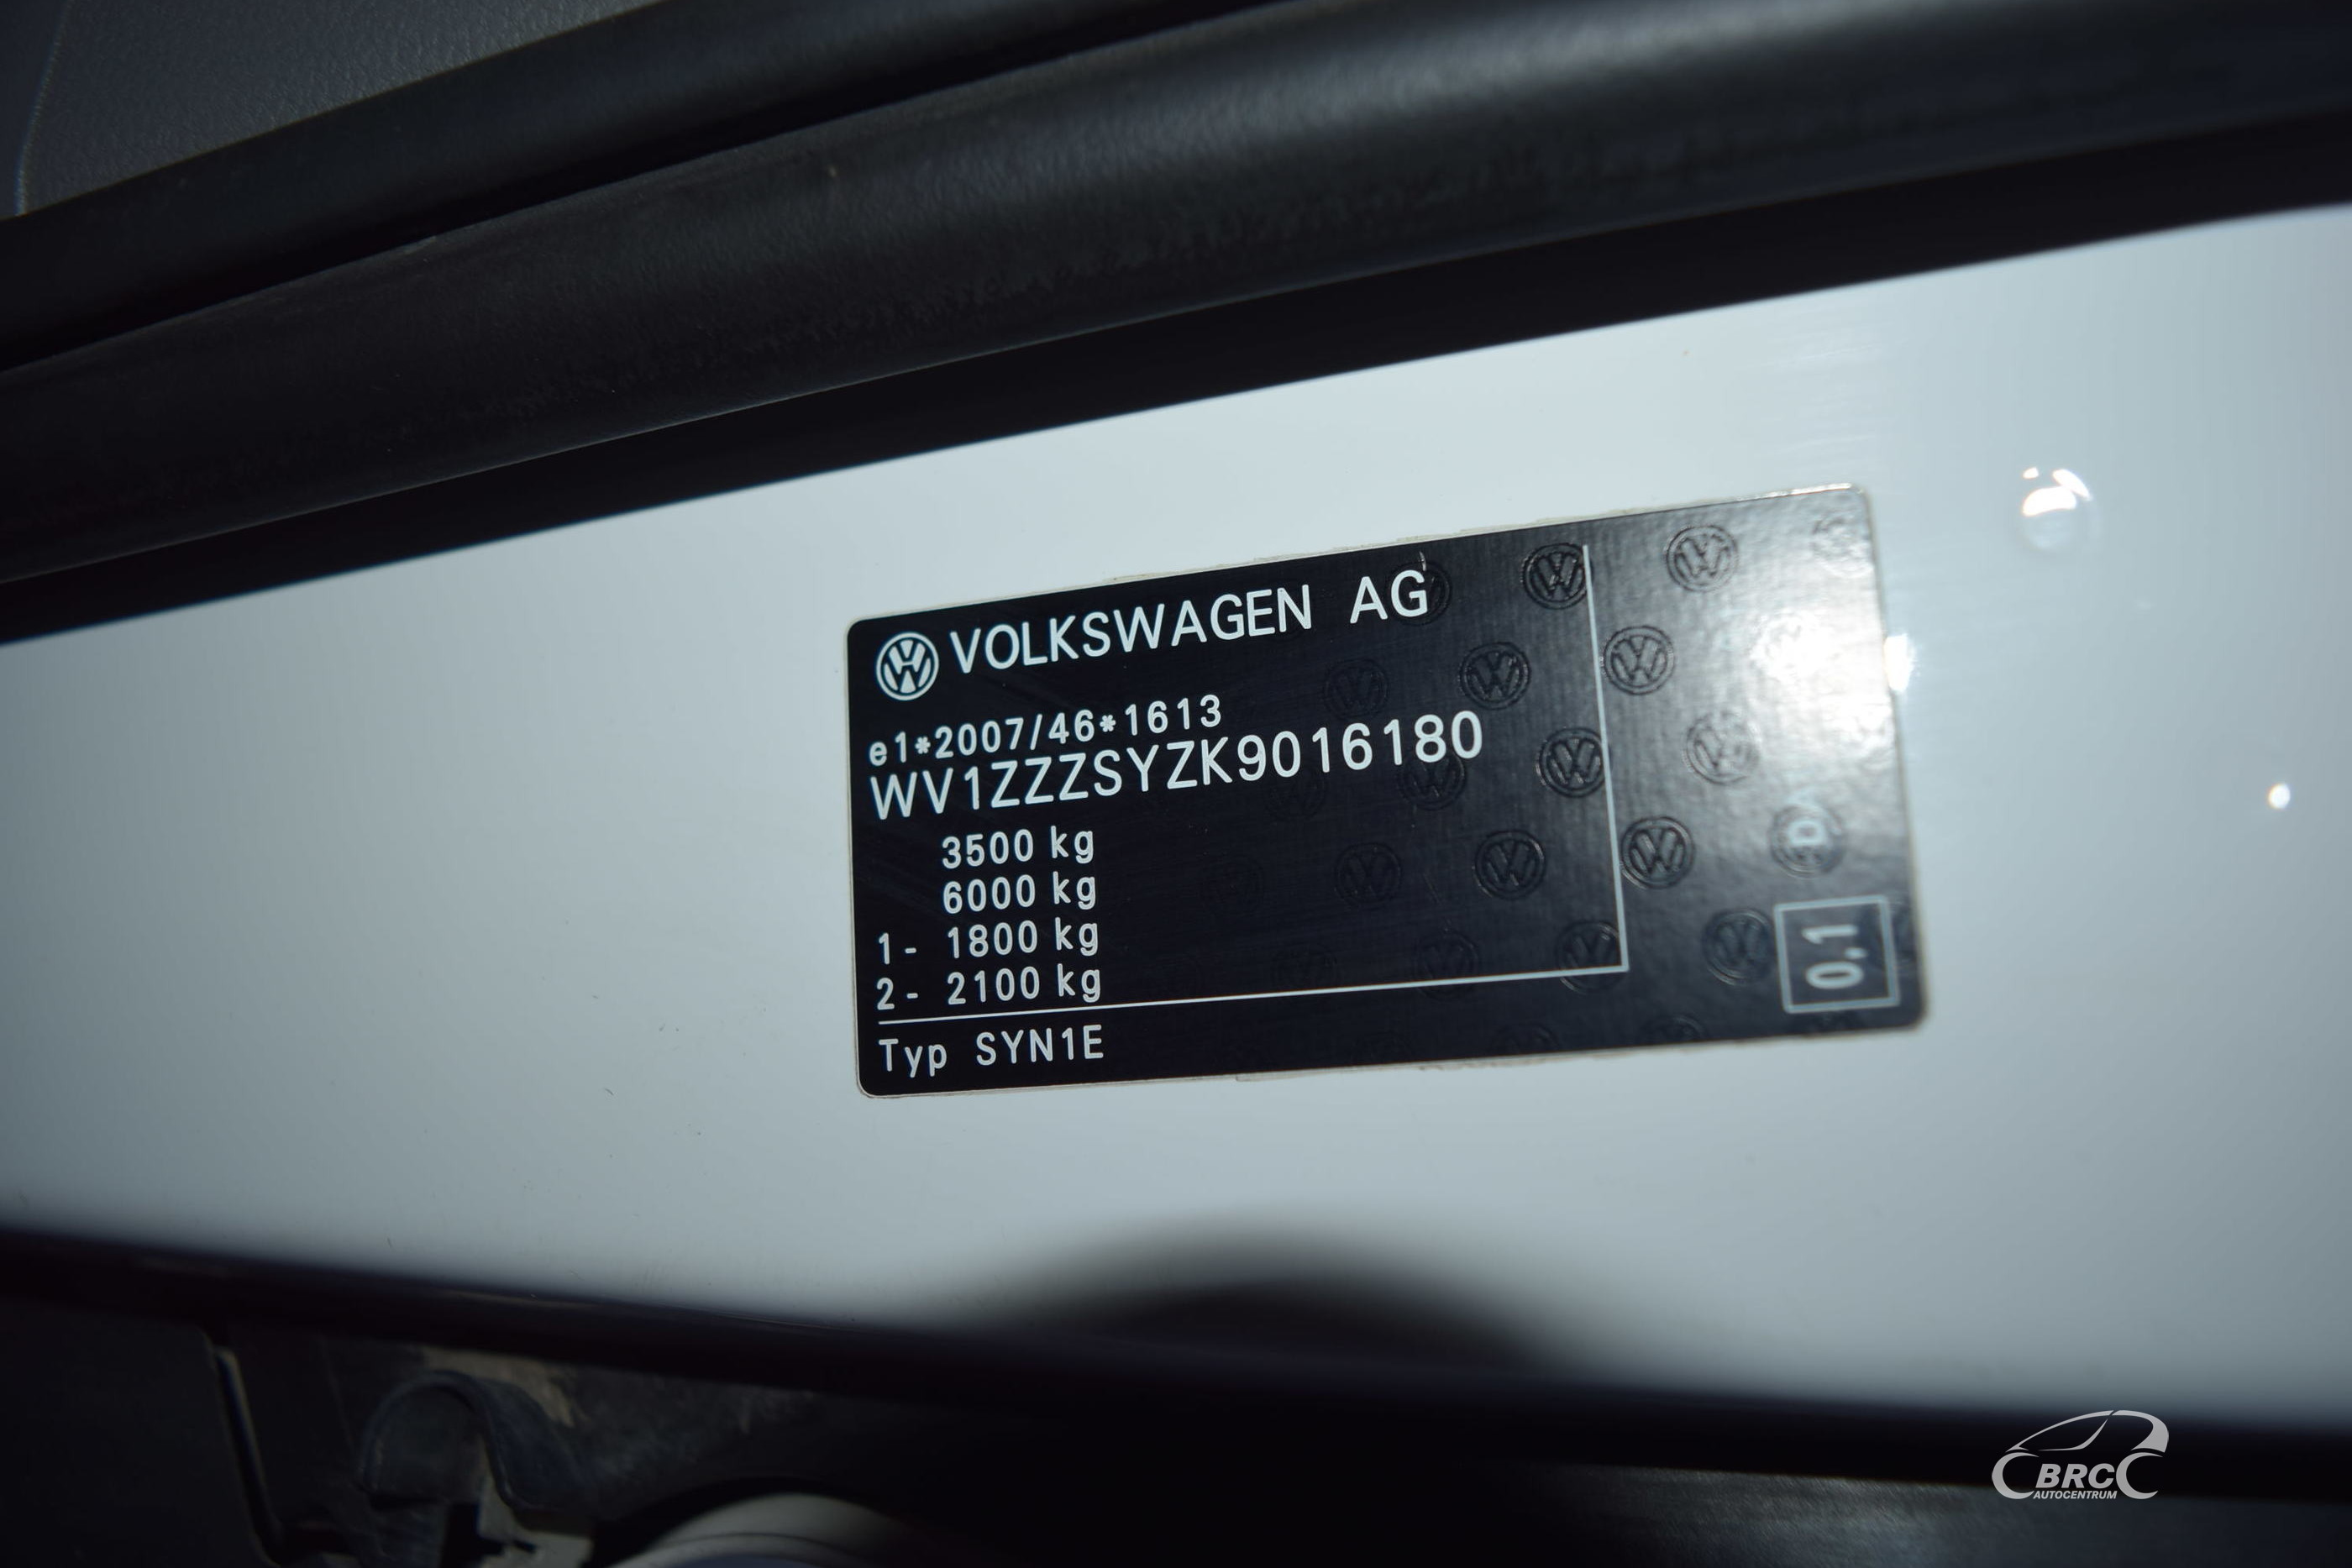 VOLKSWAGEN AG
e1*2007/46*1613
WV1ZZZSYZK9016180
3500 kg
6000 kg
1- 1800 kg
2- 2100 kg
Typ SYN1E
DA
0,1
BRC
AUTOCENTRUM